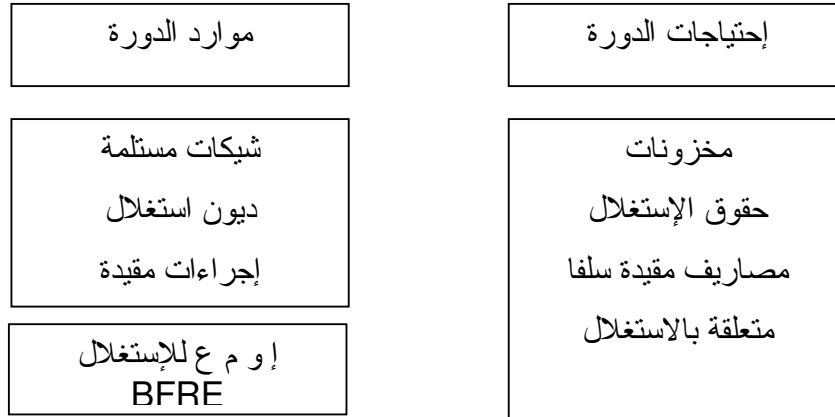 إحتياجات الدورة
موارد الدورة
مخزونات
حقوق الإستغلال
مصاريف مقيدة سلفا
متعلقة بالاستغلال
شيكات مستلمة
ديون استغلال
إجراءات مقيدة
إ و م ع للإستغلال
BFRE